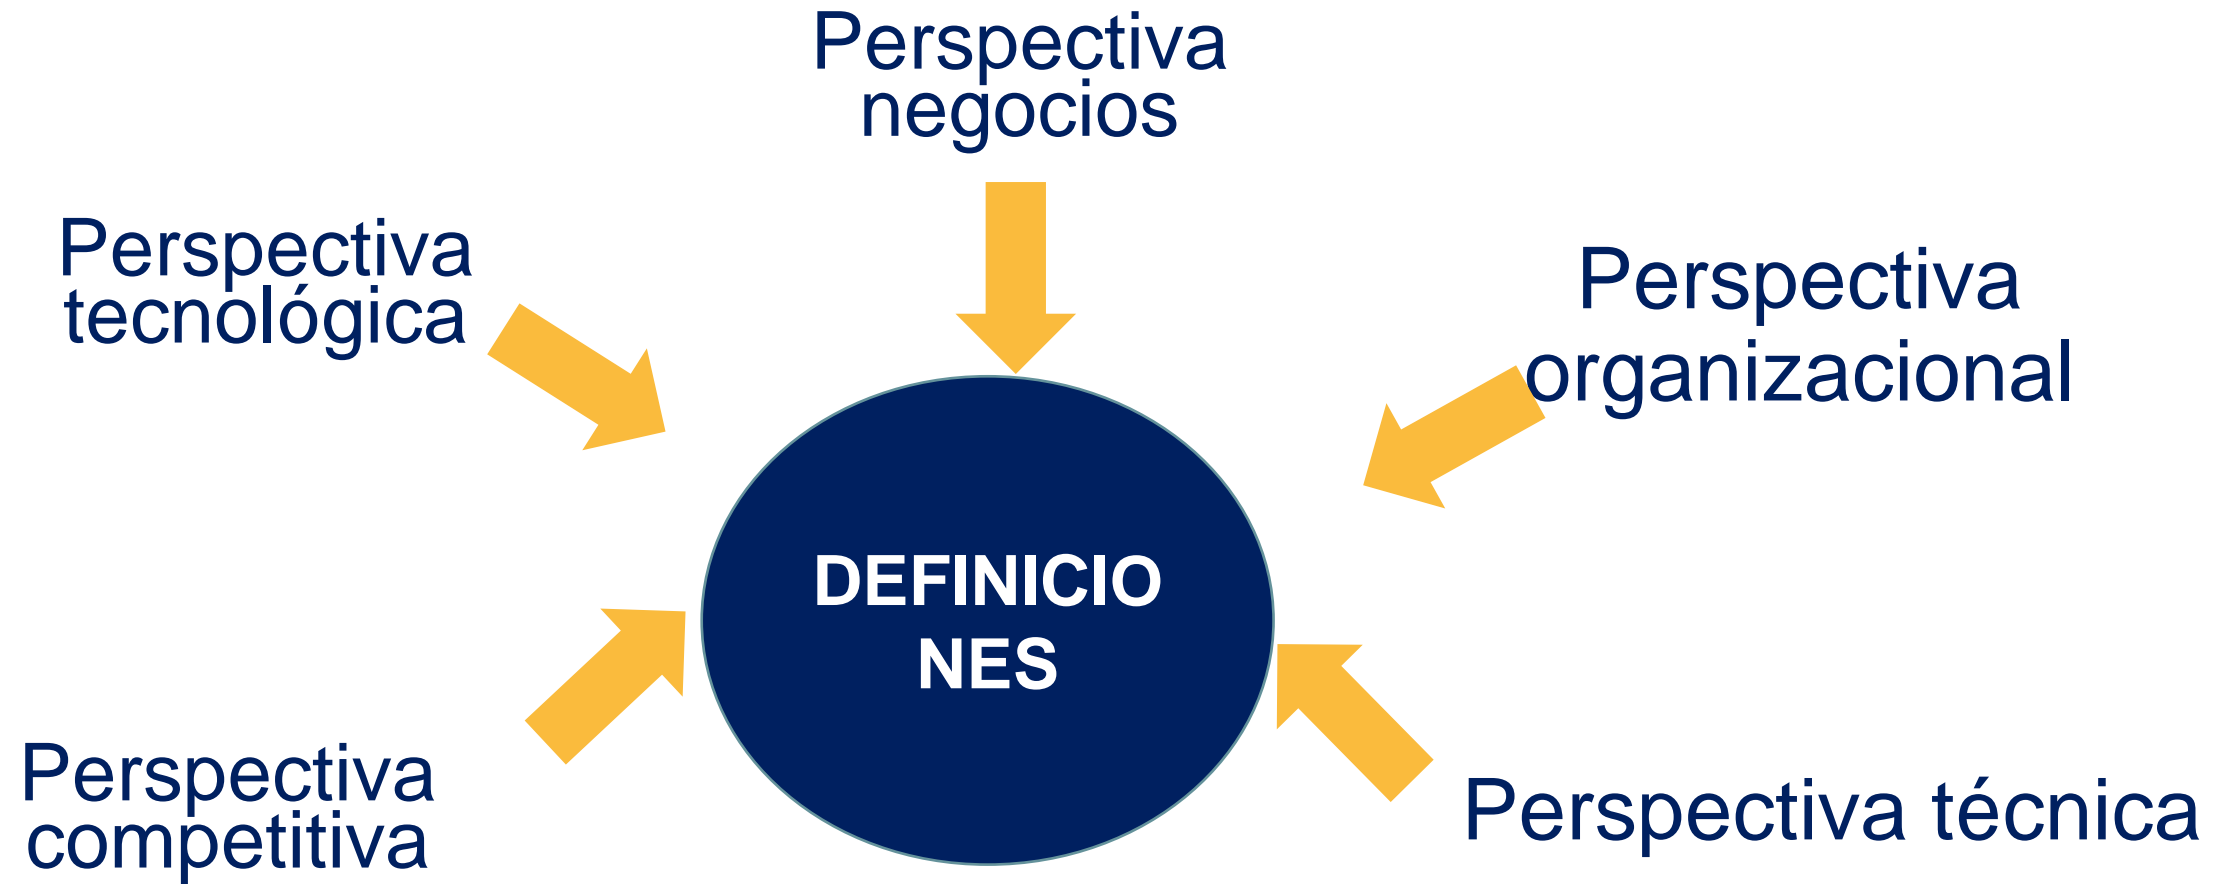 Perspectiva
negocios
Perspectiva
tecnológica
Perspectiva
organizacional
DEFINICIO
NES
Perspectiva
competitiva
Perspectiva técnica